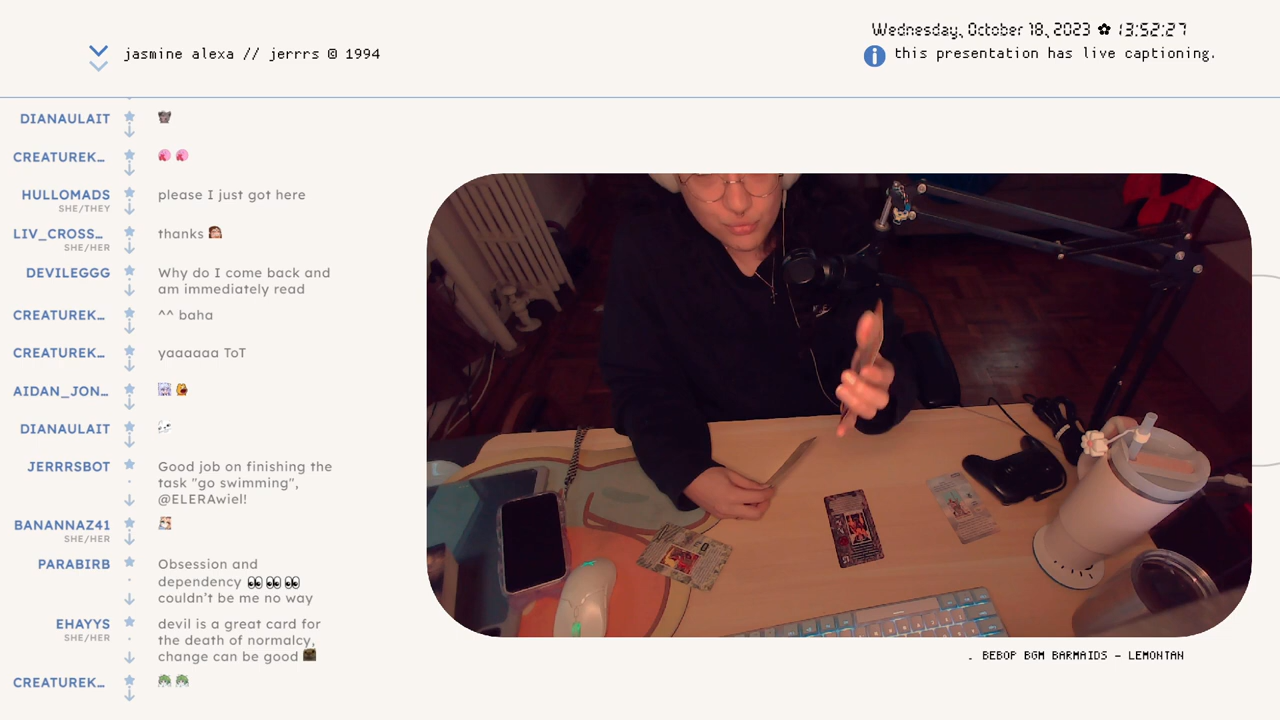 jasmine alexa // jerrrs © 1994
Wednesday, October 18, 2023 ✿ 13:52:27
this presentation has live captioning.
DIANAULAIT
CREATUREK…
HULLOMADS please I just got here
SHE/THEY
LIV_CROSS… thanks
SHE/HER
DEVILEGGG Why do I come back and
am immediately read
CREATUREK… ^^ baha
CREATUREK… yaaaaaa ToT
AIDAN_JON…
DIANAULAIT
JERRRSBOT Good job on finishing the
task "go swimming",
@ELERAwiel!
BANANNAZ41
SHE/HER
PARABIRB Obsession and
dependency 👀👀👀
couldn't be me no way
EHAYYS devil is a great card for
SHE/HER the death of normalcy,
change can be good
CREATUREK…
. BEBOP BGM BARMAIDS - LEMONTAN